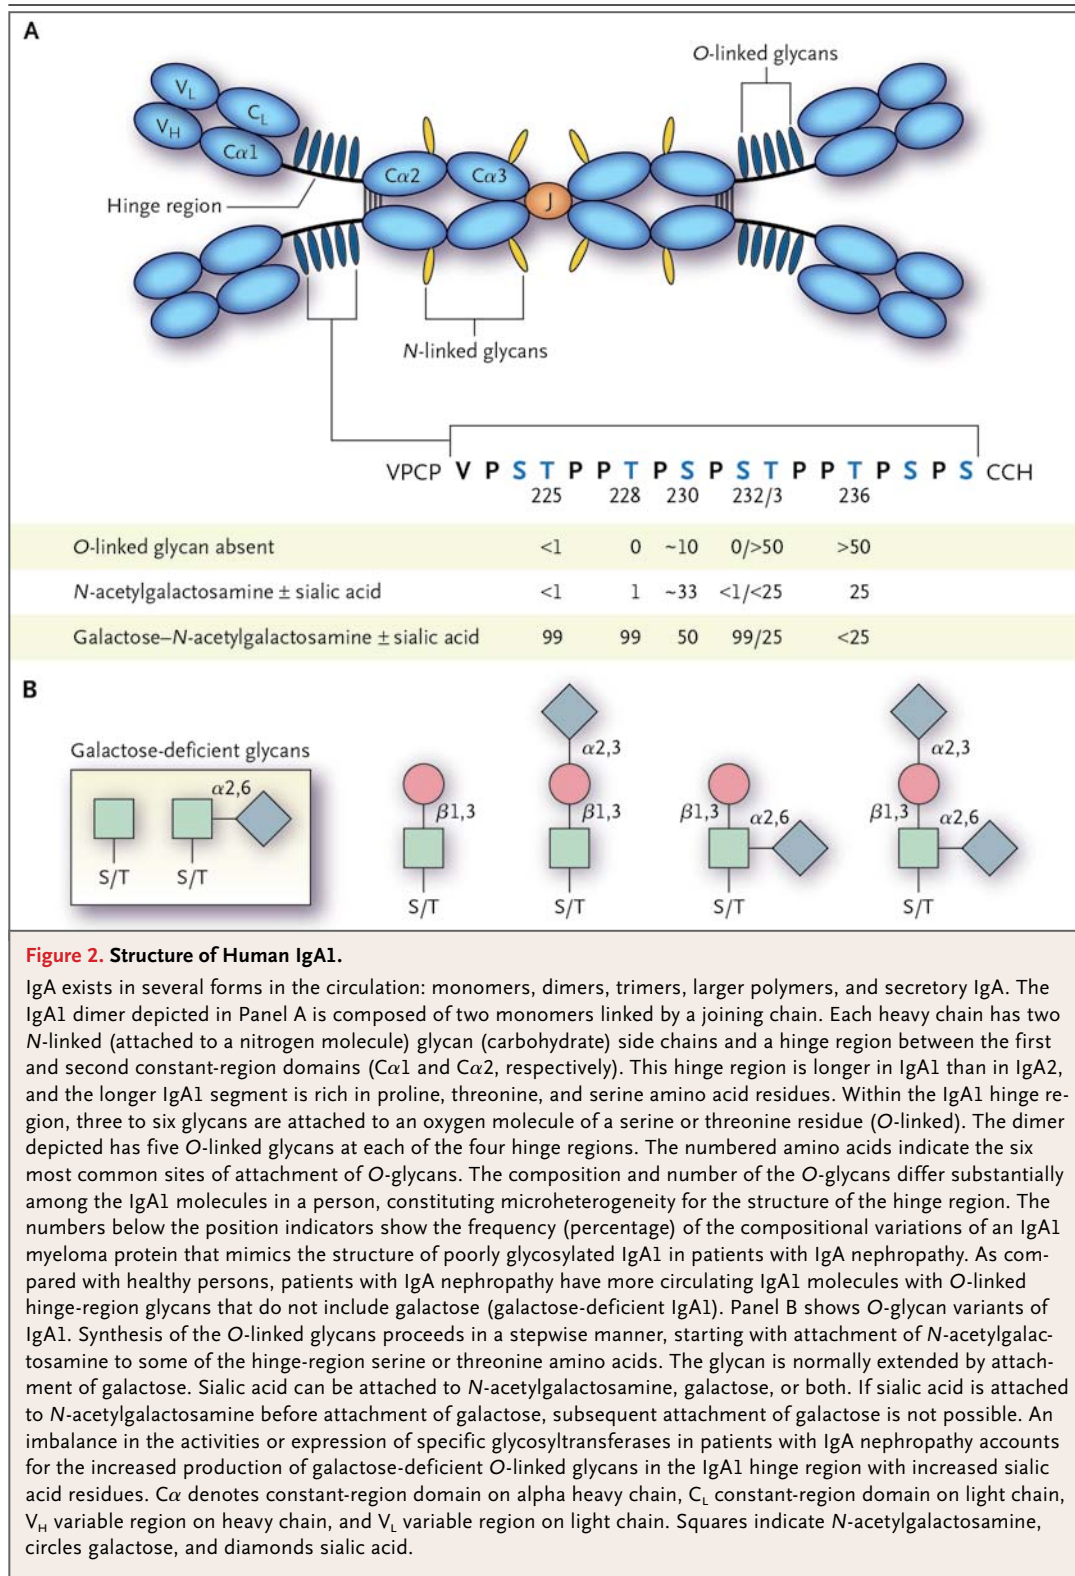 A
O-linked glycans
VL
CL
VH
Cα1
Cα2
Cα3
J
Hinge region
N-linked glycans
VPCP V P S T P P T P S P S T P P T P S P S CCH
225 228 230 232/3 236
O-linked glycan absent <1 0 ~10 0/>50 >50
N-acetylgalactosamine ± sialic acid <1 1 ~33 <1/<25 25
Galactose–N-acetylgalactosamine ± sialic acid 99 99 50 99/25 <25
B
Galactose-deficient glycans
α2,3 α2,3
α2,6
β1,3 β1,3 β1,3 α2,6 β1,3 α2,6
S/T S/T
S/T S/T S/T S/T
Figure 2. Structure of Human IgA1.
IgA exists in several forms in the circulation: monomers, dimers, trimers, larger polymers, and secretory IgA. The
IgA1 dimer depicted in Panel A is composed of two monomers linked by a joining chain. Each heavy chain has two
N-linked (attached to a nitrogen molecule) glycan (carbohydrate) side chains and a hinge region between the first
and second constant-region domains (Cα1 and Cα2, respectively). This hinge region is longer in IgA1 than in IgA2,
and the longer IgA1 segment is rich in proline, threonine, and serine amino acid residues. Within the IgA1 hinge re-
gion, three to six glycans are attached to an oxygen molecule of a serine or threonine residue (O-linked). The dimer
depicted has five O-linked glycans at each of the four hinge regions. The numbered amino acids indicate the six
most common sites of attachment of O-glycans. The composition and number of the O-glycans differ substantially
among the IgA1 molecules in a person, constituting microheterogeneity for the structure of the hinge region. The
numbers below the position indicators show the frequency (percentage) of the compositional variations of an IgA1
myeloma protein that mimics the structure of poorly glycosylated IgA1 in patients with IgA nephropathy. As com-
pared with healthy persons, patients with IgA nephropathy have more circulating IgA1 molecules with O-linked
hinge-region glycans that do not include galactose (galactose-deficient IgA1). Panel B shows O-glycan variants of
IgA1. Synthesis of the O-linked glycans proceeds in a stepwise manner, starting with attachment of N-acetylgalac-
tosamine to some of the hinge-region serine or threonine amino acids. The glycan is normally extended by attach-
ment of galactose. Sialic acid can be attached to N-acetylgalactosamine, galactose, or both. If sialic acid is attached
to N-acetylgalactosamine before attachment of galactose, subsequent attachment of galactose is not possible. An
imbalance in the activities or expression of specific glycosyltransferases in patients with IgA nephropathy accounts
for the increased production of galactose-deficient O-linked glycans in the IgA1 hinge region with increased sialic
acid residues. Cα denotes constant-region domain on alpha heavy chain, CL constant-region domain on light chain,
VH variable region on heavy chain, and VL variable region on light chain. Squares indicate N-acetylgalactosamine,
circles galactose, and diamonds sialic acid.